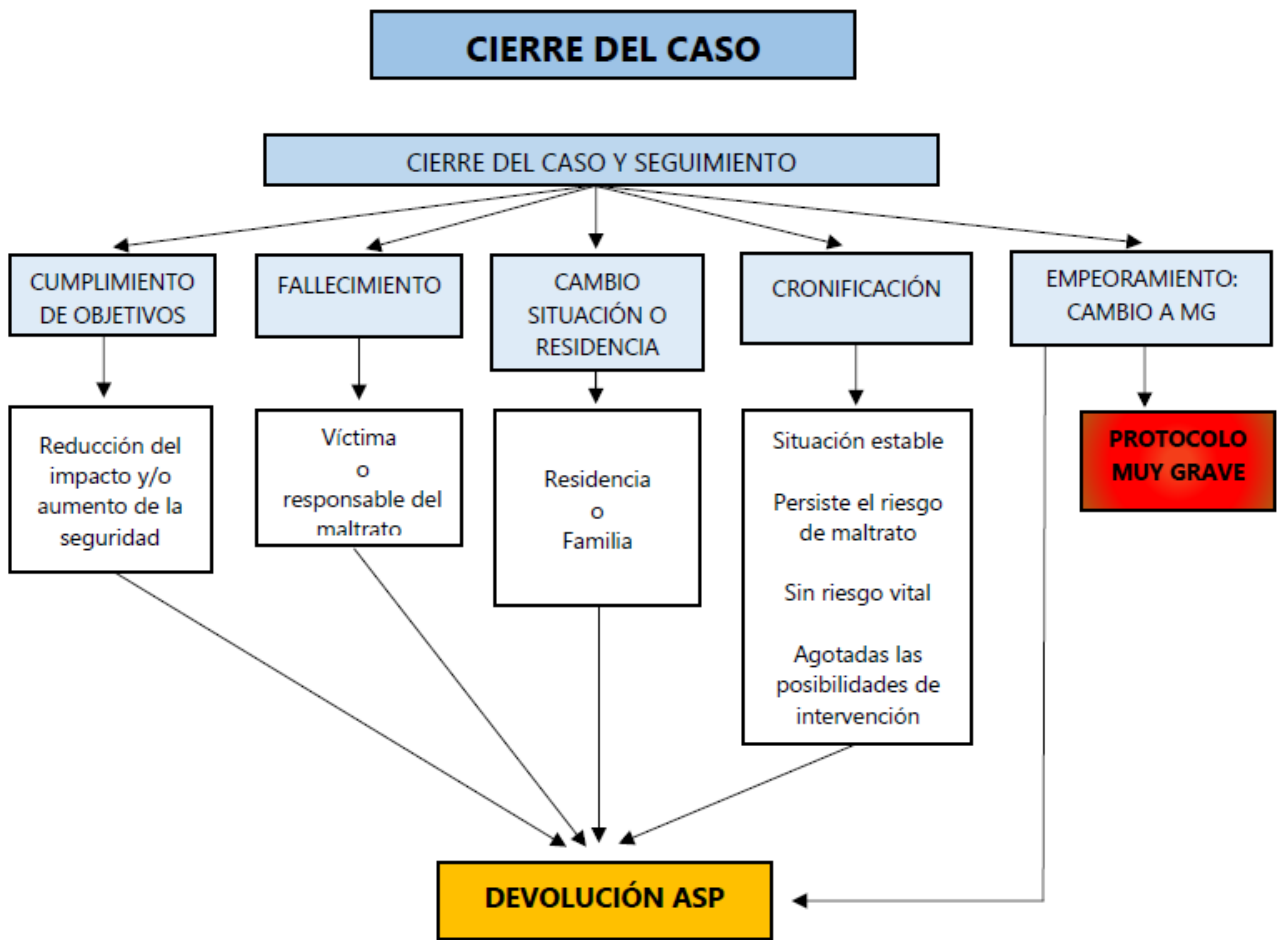 CIERRE DEL CASO
CIERRE DEL CASO Y SEGUIMIENTO
CUMPLIMIENTO
DE OBJETIVOS
FALLECIMIENTO
CAMBIO
SITUACIÓN O
RESIDENCIA
CRONIFICACIÓN
EMPEORAMIENTO:
CAMBIO A MG
Reducción del
impacto y/o
aumento de la
seguridad
Víctima
o
responsable del
maltrato
Residencia
o
Familia
Situación estable
Persiste el riesgo
de maltrato
Sin riesgo vital
Agotadas las
posibilidades de
intervención
PROTOCOLO
MUY GRAVE
DEVOLUCIÓN ASP